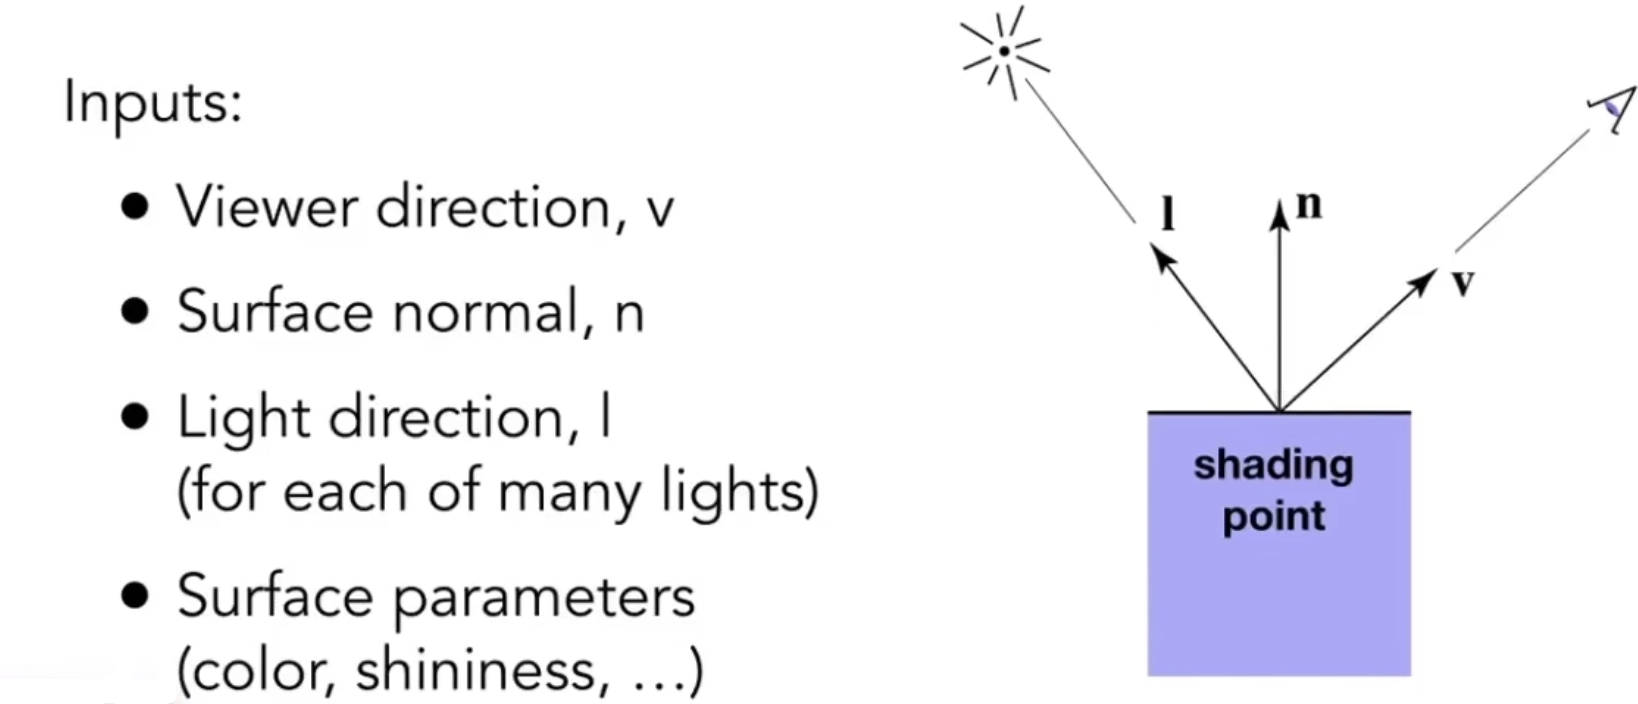 Inputs:
● Viewer direction, v
● Surface normal, n
● Light direction, l
(for each of many lights)
● Surface parameters
(color, shininess, ...)
l
n
v
shading
point